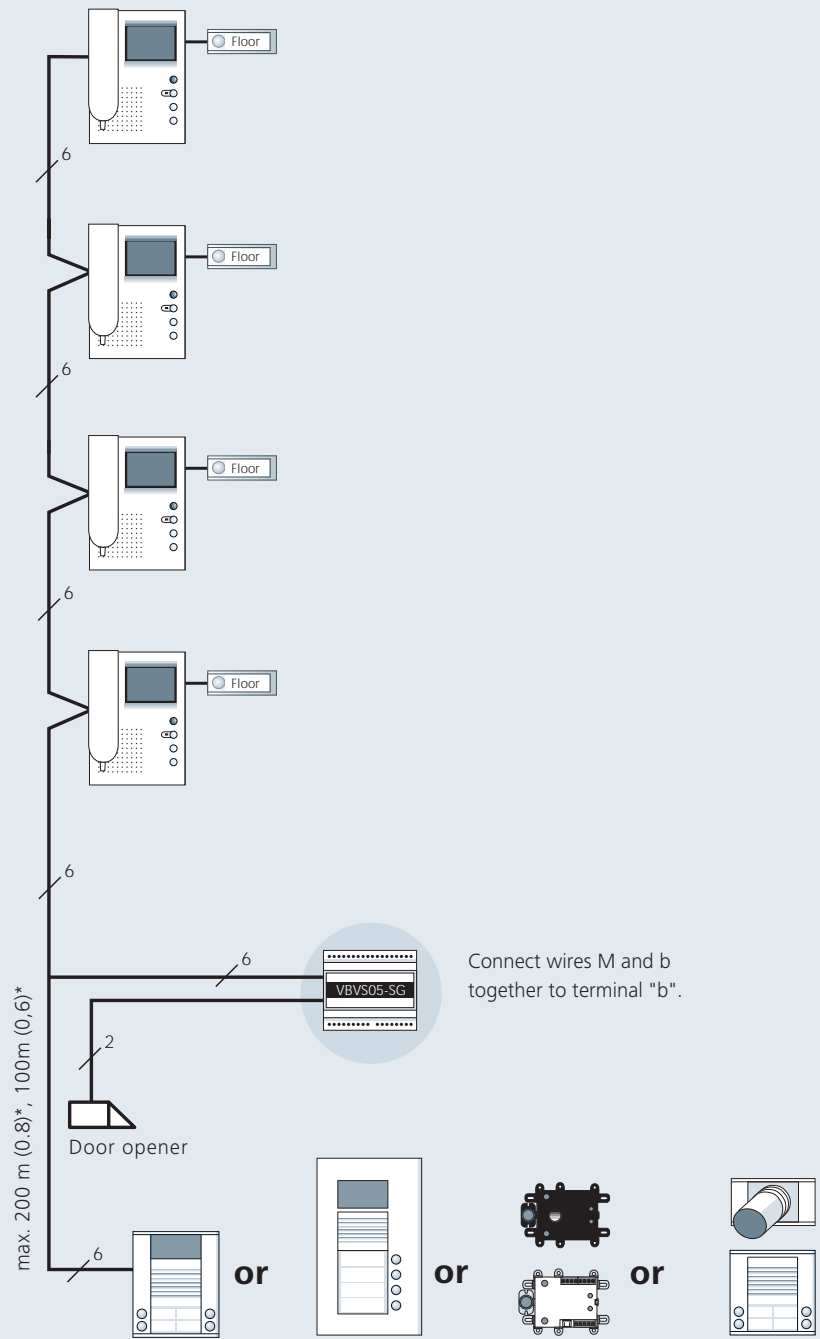 Floor
6
Floor
6
Floor
6
Floor
6
6
VBVS05-SG
Connect wires M and b
together to terminal "b".
2
Door opener
max. 200 m (0.8)*, 100m (0,6)*
6
or
or
or